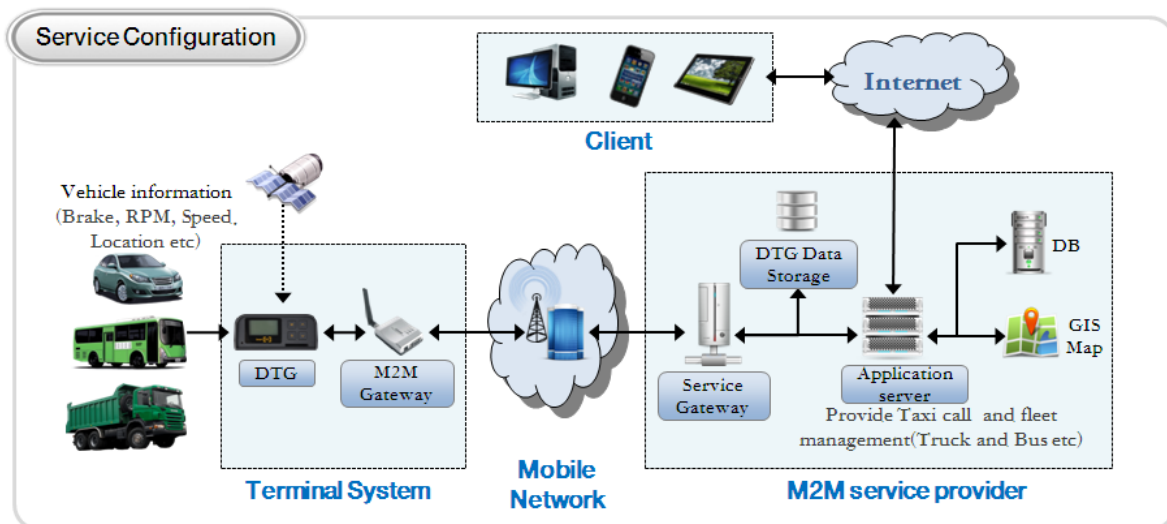 Service Configuration
Client
Internet
Vehicle information
(Brake, RPM, Speed.
Location etc)
DTG
M2M
Gateway
Terminal System
Mobile
Network
DTG Data
Storage
Service
Gateway
Application
server
DB
GIS
Map
Provide Taxi call and fleet
management(Truck and Bus etc)
M2M service provider